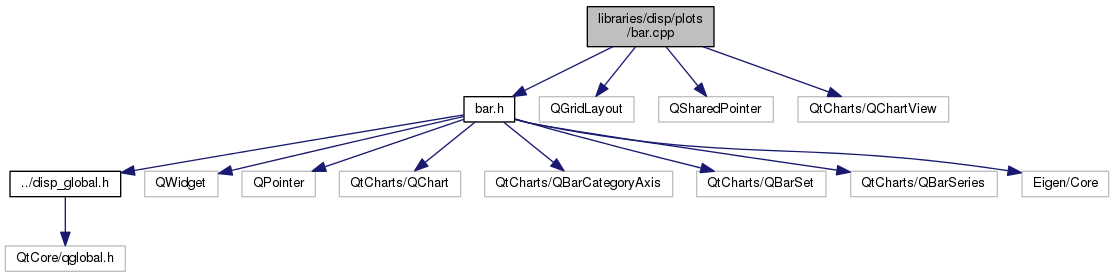 libraries/disp/plots
/bar.cpp
bar.h
QGridLayout
QSharedPointer
QtCharts/QChartView
../disp_global.h
QWidget
QPointer
QtCharts/QChart
QtCharts/QBarCategoryAxis
QtCharts/QBarSet
QtCharts/QBarSeries
Eigen/Core
QtCore/qglobal.h